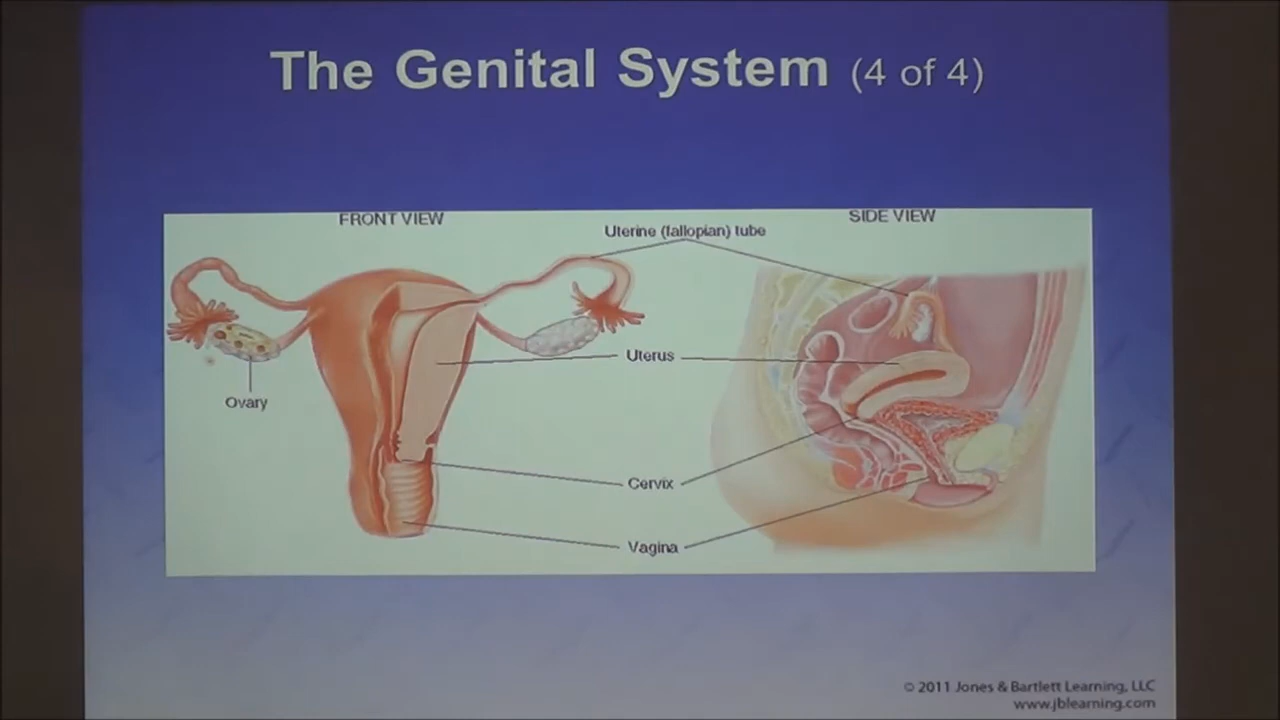 The Genital System (4 of 4)
FRONT VIEW
SIDE VIEW
Uterine (fallopian) tube
Uterus
Ovary
Cervix
Vagina
© 2011 Jones & Bartlett Learning, LLC
www.jblearning.com